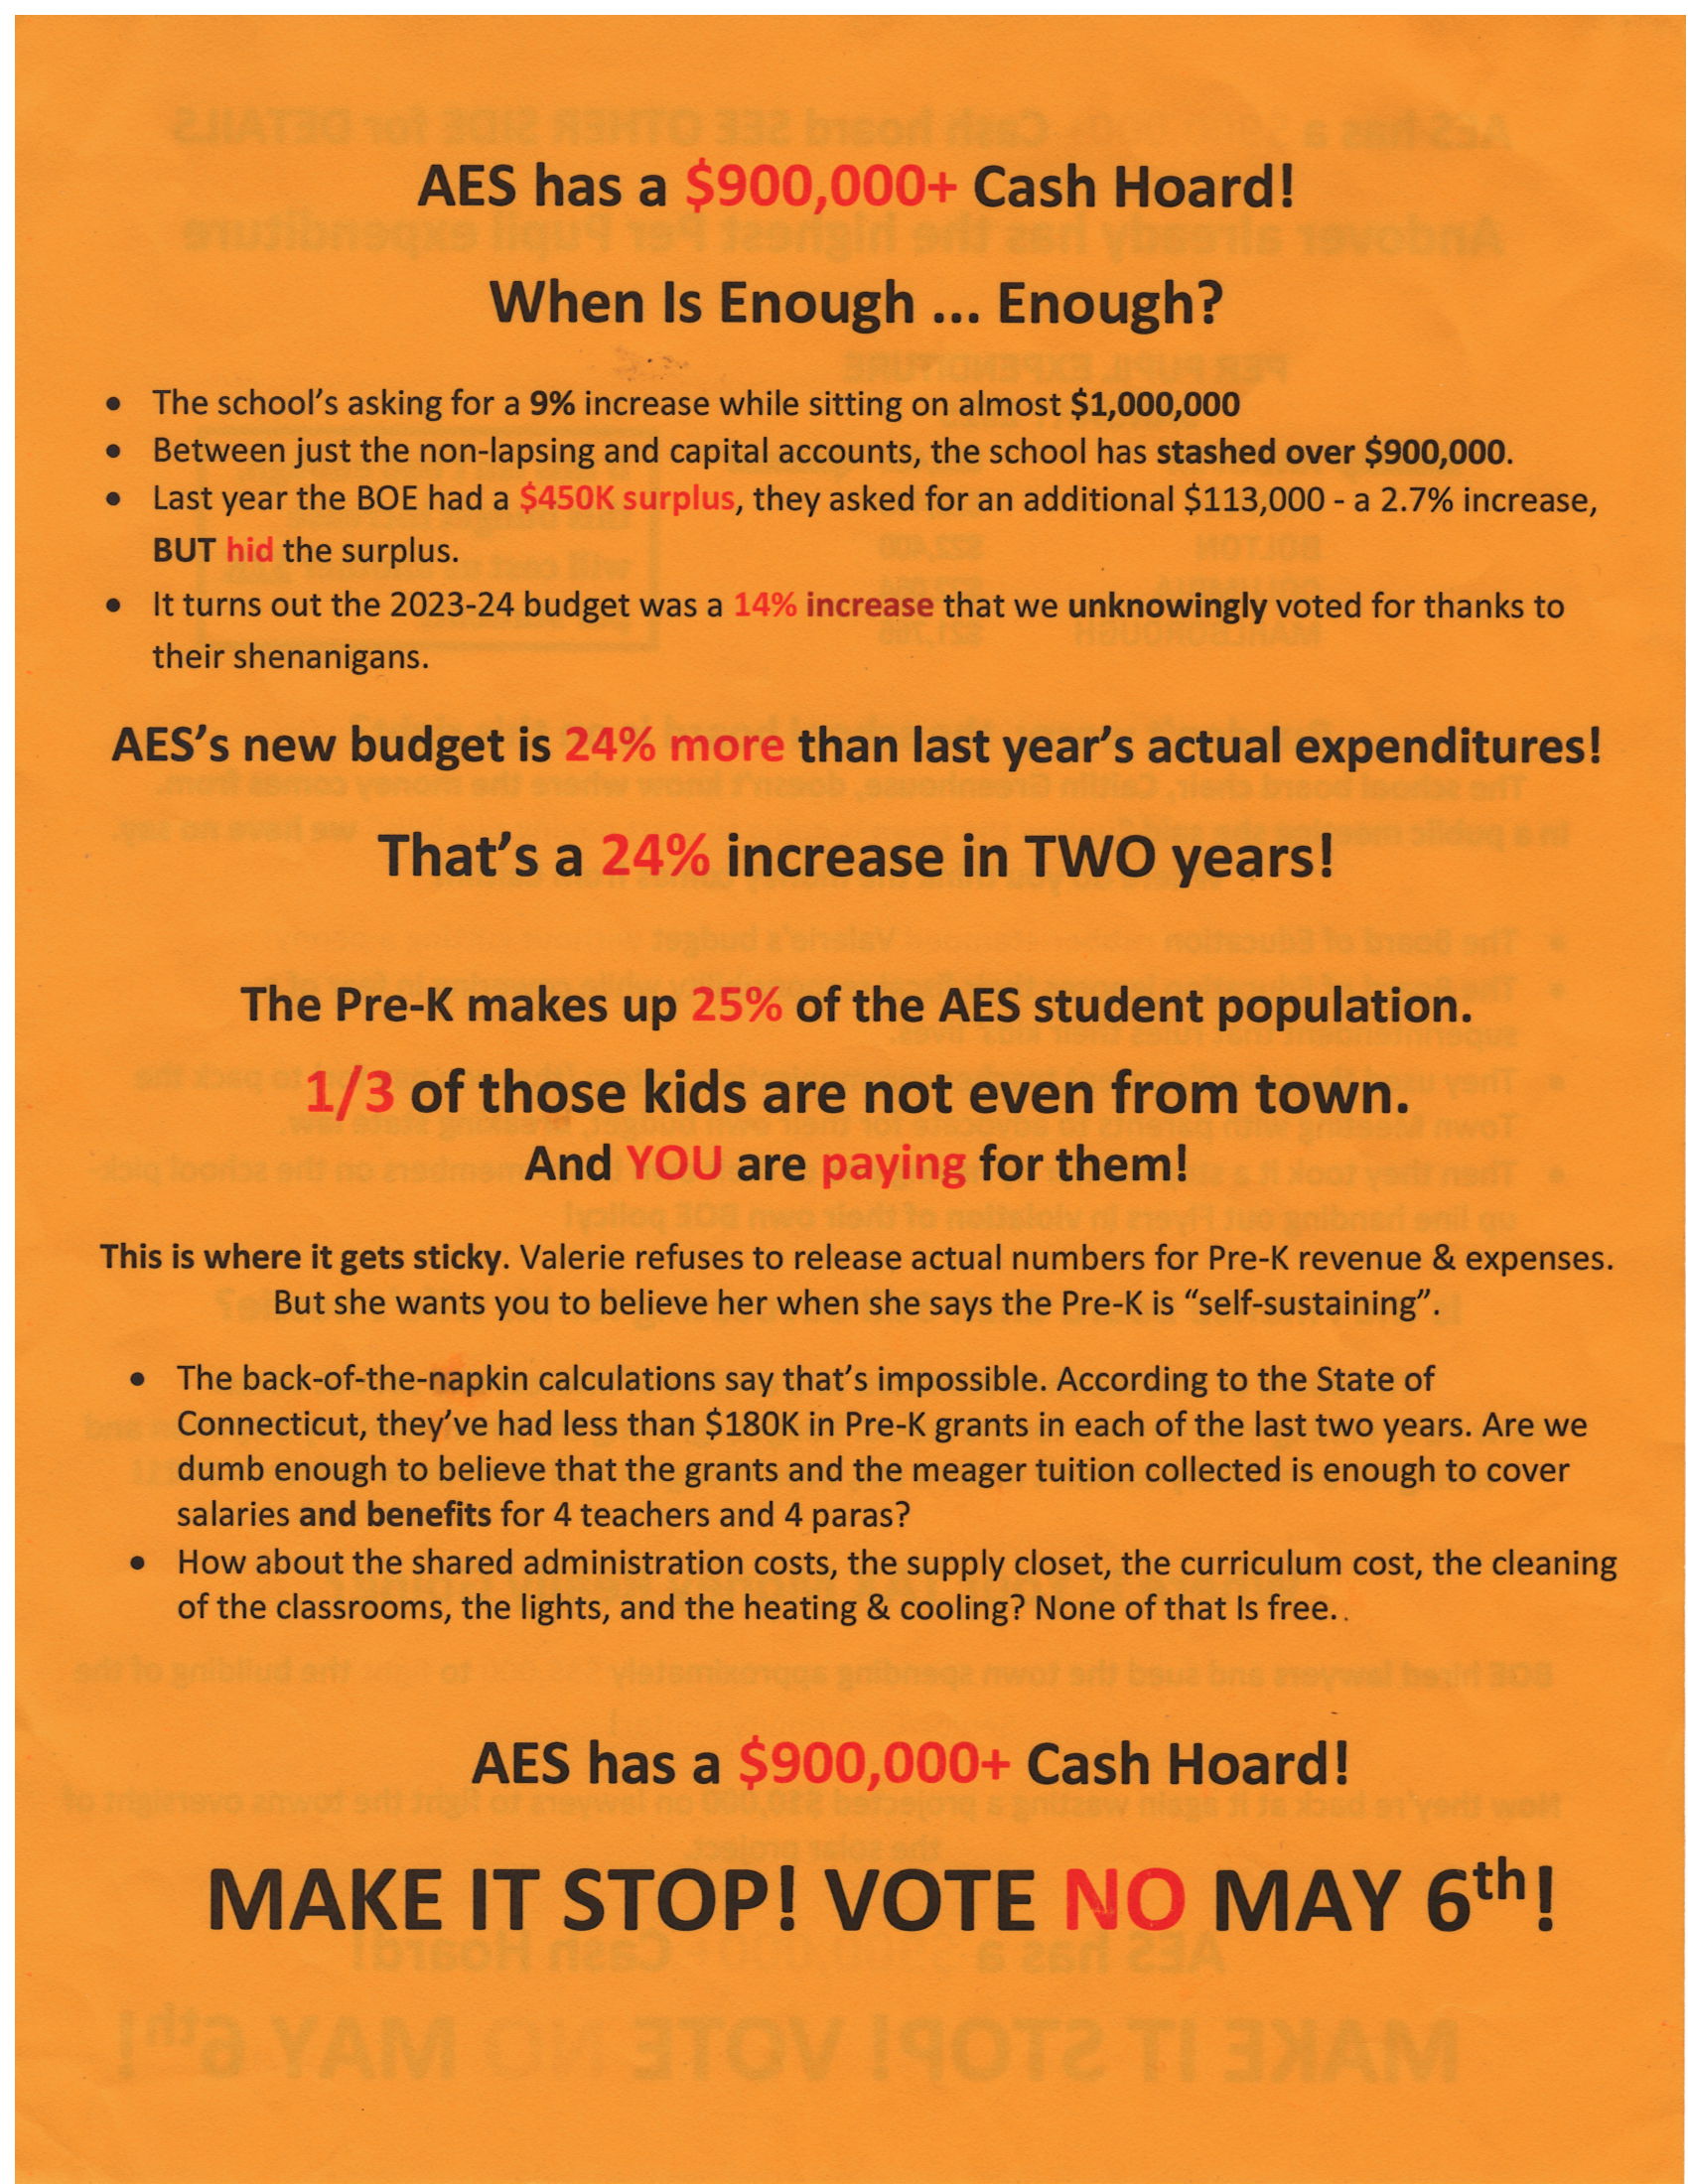 AES has a $900,000+ Cash Hoard!
When Is Enough ... Enough?
• The school's asking for a 9% increase while sitting on almost $1,000,000
• Between just the non-lapsing and capital accounts, the school has stashed over $900,000.
• Last year the BOE had a $450K surplus, they asked for an additional $113,000 - a 2.7% increase,
BUT hid the surplus.
• It turns out the 2023-24 budget was a 14% increase that we unknowingly voted for thanks to
their shenanigans.
AES's new budget is 24% more than last year's actual expenditures!
That's a 24% increase in TWO years!
The Pre-K makes up 25% of the AES student population.
1/3 of those kids are not even from town.
And YOU are paying for them!
This is where it gets sticky. Valerie refuses to release actual numbers for Pre-K revenue & expenses.
But she wants you to believe her when she says the Pre-K is “self-sustaining”.
• The back-of-the-napkin calculations say that's impossible. According to the State of
Connecticut, they've had less than $180K in Pre-K grants in each of the last two years. Are we
dumb enough to believe that the grants and the meager tuition collected is enough to cover
salaries and benefits for 4 teachers and 4 paras?
• How about the shared administration costs, the supply closet, the curriculum cost, the cleaning
of the classrooms, the lights, and the heating & cooling? None of that Is free..
AES has a $900,000+ Cash Hoard!
MAKE IT STOP! VOTE NO MAY 6th!